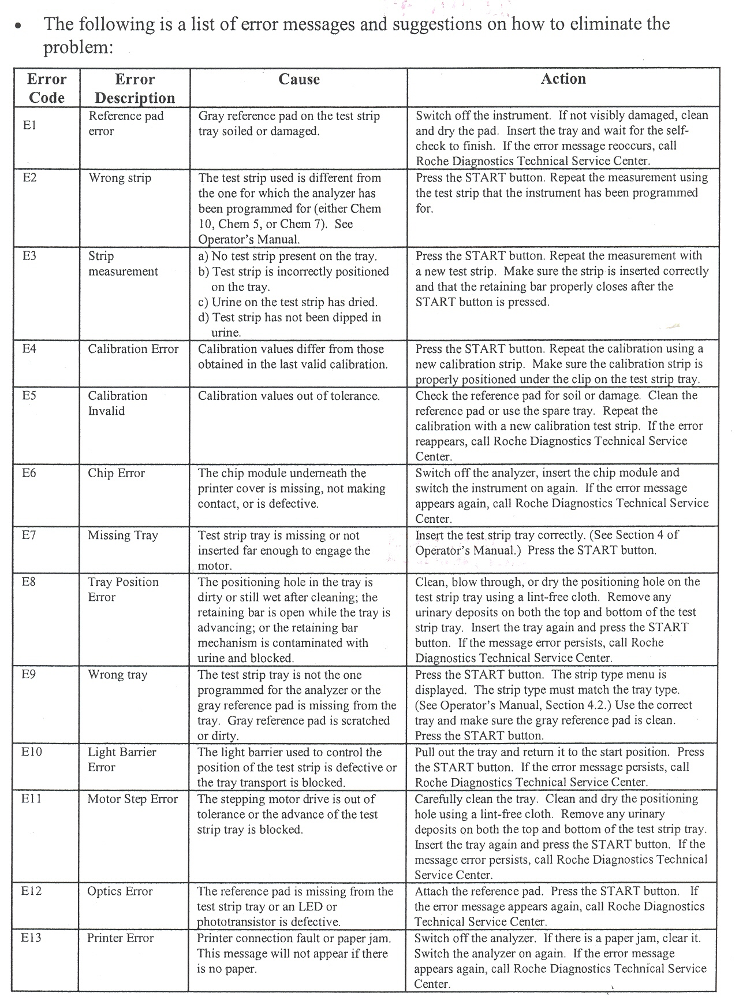 • The following is a list of error messages and suggestions on how to eliminate the
problem:
Error
Code
Error
Description
Cause
Action
E1
Reference pad
error
Gray reference pad on the test strip
tray soiled or damaged.
Switch off the instrument. If not visibly damaged, clean
and dry the pad. Insert the tray and wait for the self-
check to finish. If the error message reoccurs, call
Roche Diagnostics Technical Service Center.
E2
Wrong strip
The test strip used is different from
the one for which the analyzer has
been programmed for (either Chem
10, Chem 5, or Chem 7). See
Operator's Manual.
Press the START button. Repeat the measurement using
the test strip that the instrument has been programmed
for.
E3
Strip
measurement
a) No test strip present on the tray.
b) Test strip is incorrectly positioned
on the tray.
c) Urine on the test strip has dried.
d) Test strip has not been dipped in
urine.
Press the START button. Repeat the measurement with
a new test strip. Make sure the strip is inserted correctly
and that the retaining bar properly closes after the
START button is pressed.
E4
Calibration Error
Calibration values differ from those
obtained in the last valid calibration.
Press the START button. Repeat the calibration using a
new calibration strip. Make sure the calibration strip is
properly positioned under the clip on the test strip tray.
E5
Calibration
Invalid
Calibration values out of tolerance.
Check the reference pad for soil or damage. Clean the
reference pad or use the spare tray. Repeat the
calibration with a new calibration test strip. If the error
reappears, call Roche Diagnostics Technical Service
Center.
E6
Chip Error
The chip module underneath the
printer cover is missing, not making
contact, or is defective.
Switch off the analyzer, insert the chip module and
switch the instrument on again. If the error message
appears again, call Roche Diagnostics Technical Service
Center.
E7
Missing Tray
Test strip tray is missing or not
inserted far enough to engage the
motor.
Insert the test strip tray correctly. (See Section 4 of
Operator's Manual.) Press the START button.
E8
Tray Position
Error
The positioning hole in the tray is
dirty or still wet after cleaning; the
retaining bar is open while the tray is
advancing; or the retaining bar
mechanism is contaminated with
urine and blocked.
Clean, blow through, or dry the positioning hole on the
test strip tray using a lint-free cloth. Remove any
urinary deposits on both the top and bottom of the test
strip tray. Insert the tray again and press the START
button. If the message error persists, call Roche
Diagnostics Technical Service Center.
E9
Wrong tray
The test strip tray is not the one
programmed for the analyzer or the
gray reference pad is missing from the
tray. Gray reference pad is scratched
or dirty.
Press the START button. The strip type menu is
displayed. The strip type must match the tray type.
(See Operator's Manual, Section 4.2.) Use the correct
tray and make sure the gray reference pad is clean.
Press the START button.
E10
Light Barrier
Error
The light barrier used to control the
position of the test strip is defective or
the tray transport is blocked.
Pull out the tray and return it to the start position. Press
the START button. If the error message persists, call
Roche Diagnostics Technical Service Center.
E11
Motor Step Error
The stepping motor drive is out of
tolerance or the advance of the test
strip tray is blocked.
Carefully clean the tray. Clean and dry the positioning
hole using a lint-free cloth. Remove any urinary
deposits on both the top and bottom of the test strip tray.
Insert the tray again and press the START button. If the
message error persists, call Roche Diagnostics Technical
Service Center.
E12
Optics Error
The reference pad is missing from the
test strip tray or an LED or
phototransistor is defective.
Attach the reference pad. Press the START button. If
the error message appears again, call Roche Diagnostics
Technical Service Center.
E13
Printer Error
Printer connection fault or paper jam.
This message will not appear if there
is no paper.
Switch off the analyzer. If there is a paper jam, clear it.
Switch the analyzer on again. If the error message
appears again, call Roche Diagnostics Technical Service
Center.